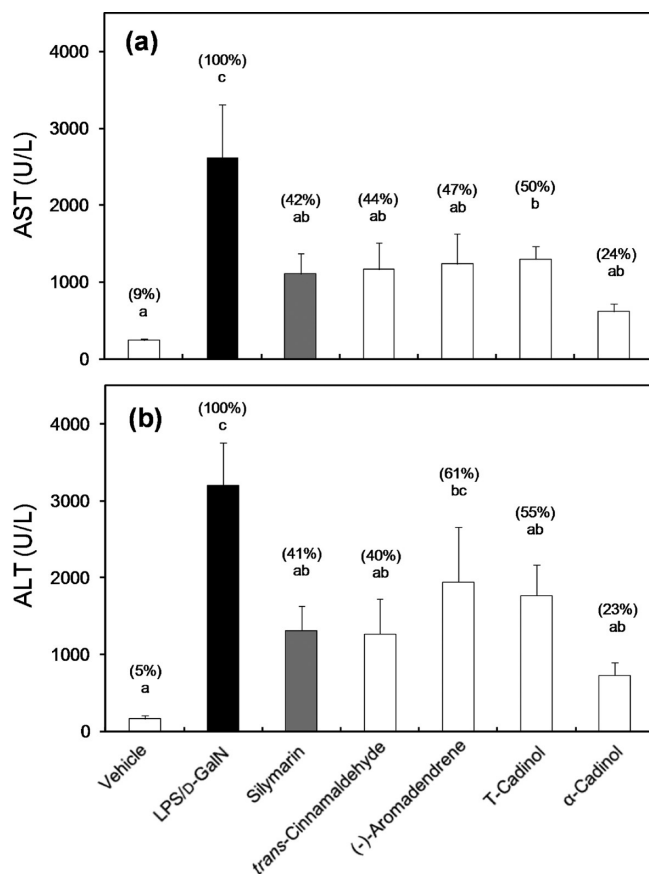 (a)
AST (U/L)
4000
3000
2000
1000
0
(9%)
a
(100%)
c
(42%)
ab
(44%)
ab
(47%)
ab
(50%)
b
(24%)
ab
(b)
ALT (U/L)
4000
3000
2000
1000
0
(5%)
a
(100%)
c
(41%)
ab
(40%)
ab
(61%)
bc
(55%)
ab
(23%)
ab
Vehicle
LPS/D-GalN
Silymarin
trans-Cinnamaldehyde
(-)-Aromadendrene
T-Cadinol
α-Cadinol